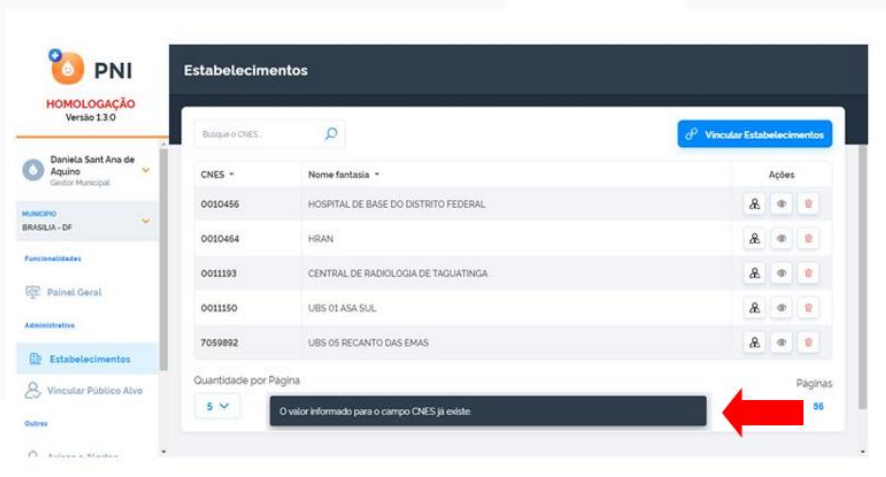 PNI
HOMOLOGAÇÃO
Versão 1.3.0
Daniela Sant Ana de
Aquino
Gestor Municipal
MUNICÍPIO
BRASILIA - DF
Funcionalidades
Painel Geral
Administrativo
Estabelecimentos
Vincular Público Alvo
Outros
Avisos e Alertas
Estabelecimentos
Busque o CNES...
Vincular Estabelecimentos
CNES Nome fantasia Ações
0010456 HOSPITAL DE BASE DO DISTRITO FEDERAL
0010464 HRAN
0011193 CENTRAL DE RADIOLOGIA DE TAGUATINGA
0011150 UBS 01 ASA SUL
7059892 UBS 05 RECANTO DAS EMAS
Quantidade por Página Páginas
5 56
O valor informado para o campo CNES já existe